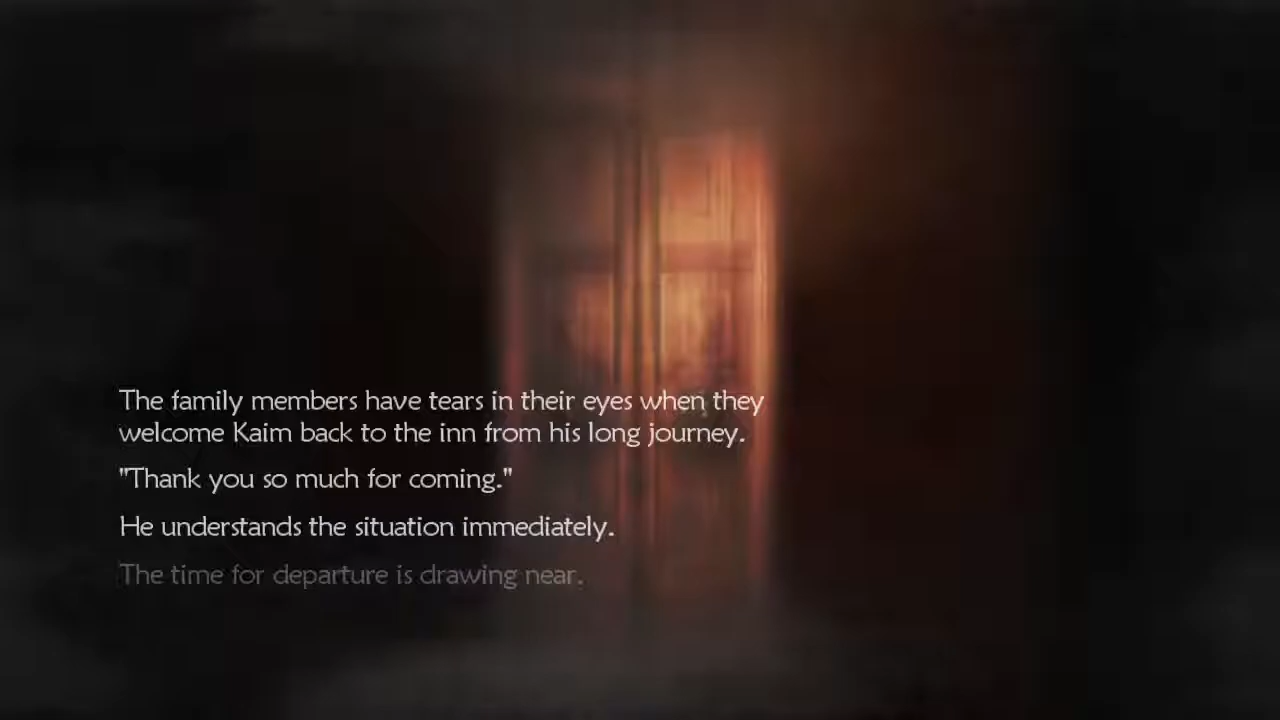 The family members have tears in their eyes when they
welcome Kaim back to the inn from his long journey.
"Thank you so much for coming."
He understands the situation immediately.
The time for departure is drawing near.